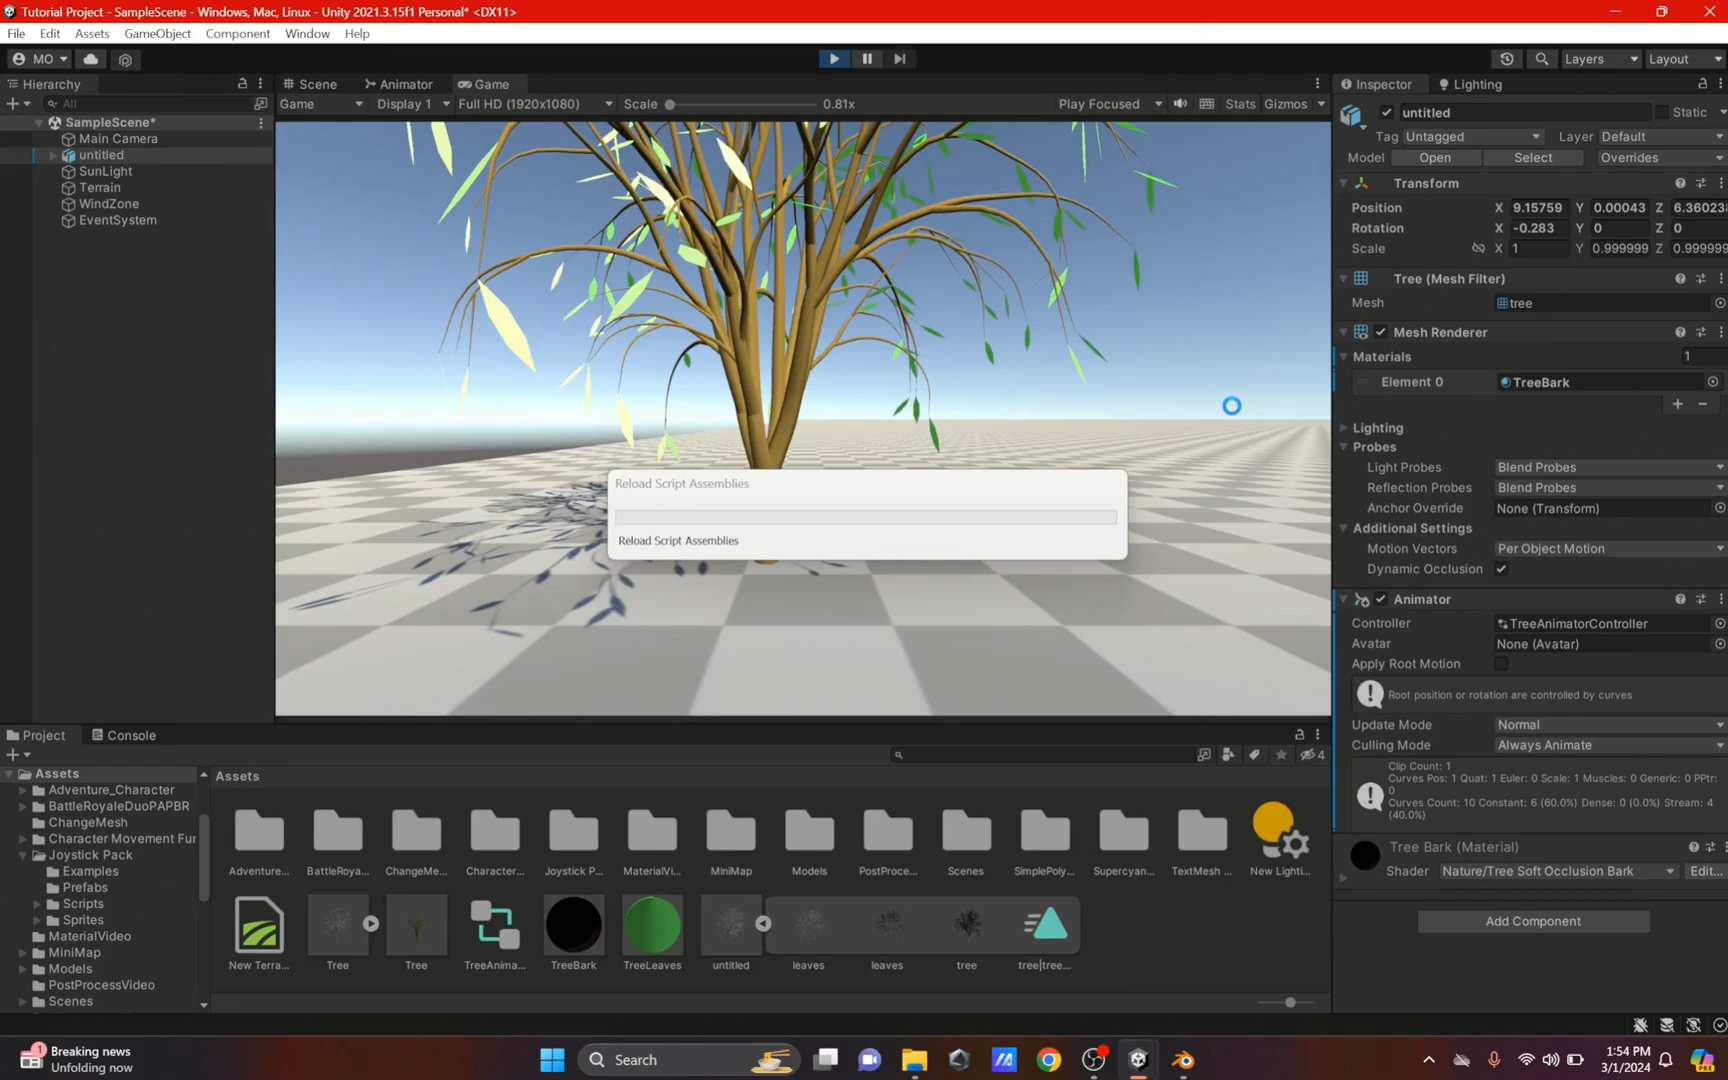 Tutorial Project - SampleScene - Windows, Mac, Linux - Unity 2021.3.15f1 Personal* <DX11>
File Edit Assets GameObject Component Window Help
MO Layers Layout
Hierarchy Scene Animator Game Inspector Lighting
All Game Display 1 Full HD (1920x1080) Scale 0.81x Play Focused Stats Gizmos
SampleScene*
Main Camera
untitled
SunLight
Terrain
WindZone
EventSystem
Reload Script Assemblies
Reload Script Assemblies
untitled Static
Tag Untagged Layer Default
Model Open Select Overrides
Transform
Position X 9.15759 Y 0.00043 Z 6.360238
Rotation X -0.283 Y 0 Z 0
Scale X 1 Y 0.999999 Z 0.999999
Tree (Mesh Filter)
Mesh tree
Mesh Renderer
Materials 1
Element 0 TreeBark
Lighting
Probes
Light Probes Blend Probes
Reflection Probes Blend Probes
Anchor Override None (Transform)
Additional Settings
Motion Vectors Per Object Motion
Dynamic Occlusion
Animator
Controller TreeAnimatorController
Avatar None (Avatar)
Apply Root Motion
Root position or rotation are controlled by curves
Update Mode Normal
Culling Mode Always Animate
Clip Count: 1
Curves Pos: 1 Quat: 1 Euler: 0 Scale: 1 Muscles: 0 Generic: 0 PPtr:
0
Curves Count: 10 Constant: 6 (60.0%) Dense: 0 (0.0%) Stream: 4
(40.0%)
Tree Bark (Material)
Shader Nature/Tree Soft Occlusion Bark Edit...
Add Component
Project Console
4
Assets
Adventure_Character
BattleRoyaleDuoPAPBR
ChangeMesh
Character Movement Fur
Joystick Pack
Examples
Prefabs
Scripts
Sprites
MaterialVideo
MiniMap
Models
PostProcessVideo
Scenes
Assets
Adventure... BattleRoya... ChangeMe... Character... Joystick P... MaterialVi... MiniMap Models PostProce... Scenes SimplePoly... Supercyan... TextMesh ... New Lighti...
New Terra... Tree Tree TreeAnima... TreeBark TreeLeaves untitled leaves leaves tree tree|tree...
1 Breaking news
Unfolding now
Search
PRE
1:54 PM
3/1/2024